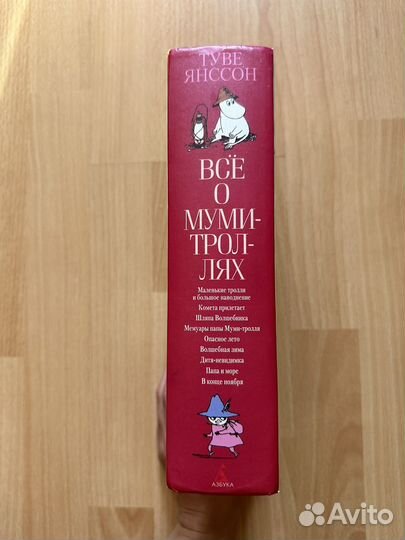 ТУВЕ
ЯНССОН
ВСЁ
О
МУМИ-
ТРОЛ-
ЛЯХ
Маленькие тролли
и большое наводнение
Комета прилетает
Шляпа Волшебника
Мемуары папы Муми-тролля
Опасное лето
Волшебная зима
Дитя-невидимка
Папа и море
В конце ноября
АЗБУКА
Avito